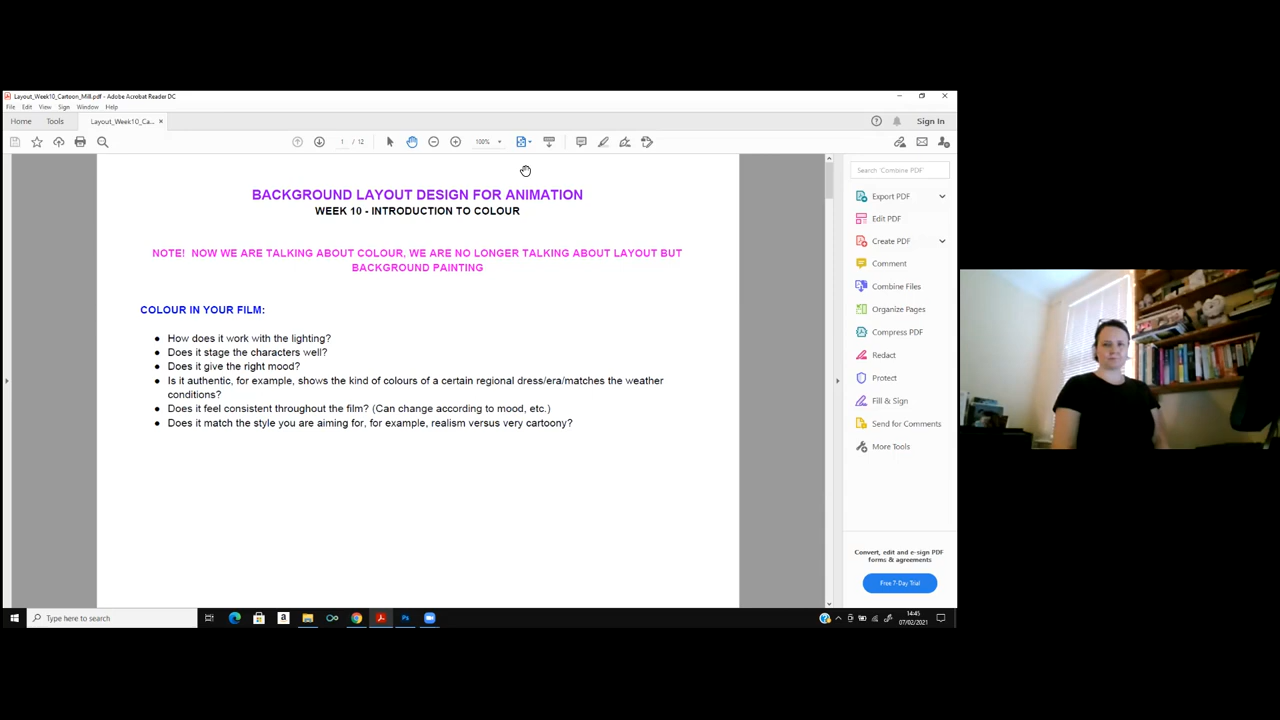 Layout_Week10_Cartoon_Mill.pdf - Adobe Acrobat Reader DC
File Edit View Sign Window Help
Home Tools Layout_Week10_Ca... × Sign In
1 / 12 100%
BACKGROUND LAYOUT DESIGN FOR ANIMATION
WEEK 10 - INTRODUCTION TO COLOUR
NOTE! NOW WE ARE TALKING ABOUT COLOUR, WE ARE NO LONGER TALKING ABOUT LAYOUT BUT
BACKGROUND PAINTING
COLOUR IN YOUR FILM:
● How does it work with the lighting?
● Does it stage the characters well?
● Does it give the right mood?
● Is it authentic, for example, shows the kind of colours of a certain regional dress/era/matches the weather
conditions?
● Does it feel consistent throughout the film? (Can change according to mood, etc.)
● Does it match the style you are aiming for, for example, realism versus very cartoony?
Search 'Combine PDF'
Export PDF
Edit PDF
Create PDF
Comment
Combine Files
Organize Pages
Compress PDF
Redact
Protect
Fill & Sign
Send for Comments
More Tools
Convert, edit and e-sign PDF
forms & agreements
Free 7-Day Trial
Type here to search
14:45
07/02/2021